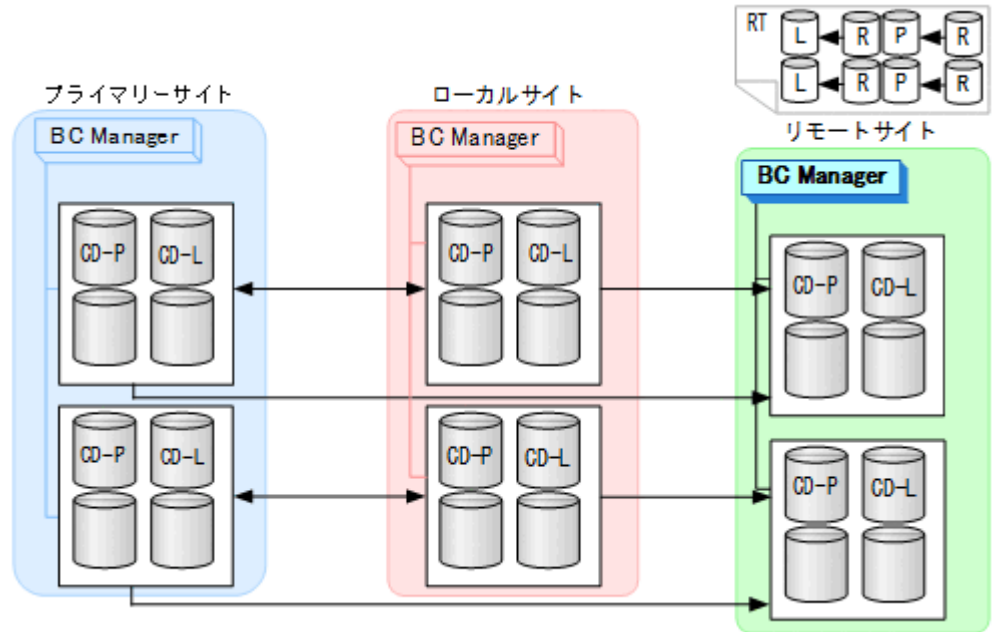 RT
L R P R
L R P R
プライマリーサイト
ローカルサイト
リモートサイト
BC Manager
BC Manager
BC Manager
CD-P CD-L
CD-P CD-L
CD-P CD-L
CD-P CD-L
CD-P CD-L
CD-P CD-L